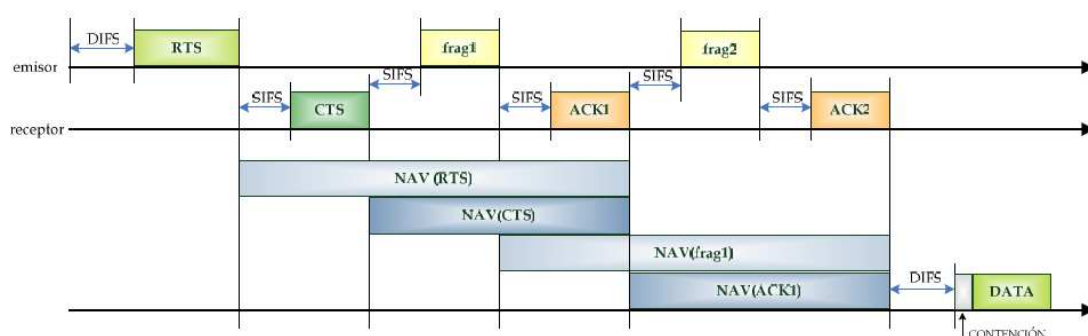 DIFS RTS frag1 frag2
emisor SIFS SIFS
SIFS CTS SIFS ACK1 SIFS ACK2
receptor
NAV (RTS)
NAV(CTS)
NAV(frag1)
NAV(ACK1) DIFS DATA
CONTENCIÓN